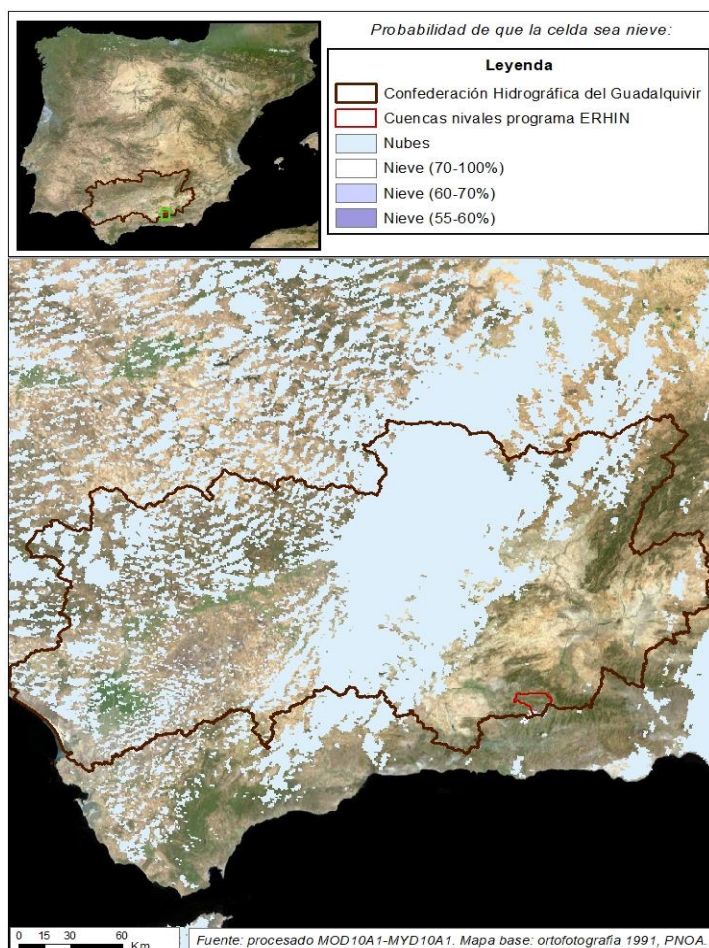 Probabilidad de que la celda sea nieve:
Leyenda
Confederación Hidrográfica del Guadalquivir
Cuencas nivales programa ERHIN
Nubes
Nieve (70-100%)
Nieve (60-70%)
Nieve (55-60%)
0 15 30 60
Km
Fuente: procesado MOD10A1-MYD10A1. Mapa base: ortofotografía 1991, PNOA.